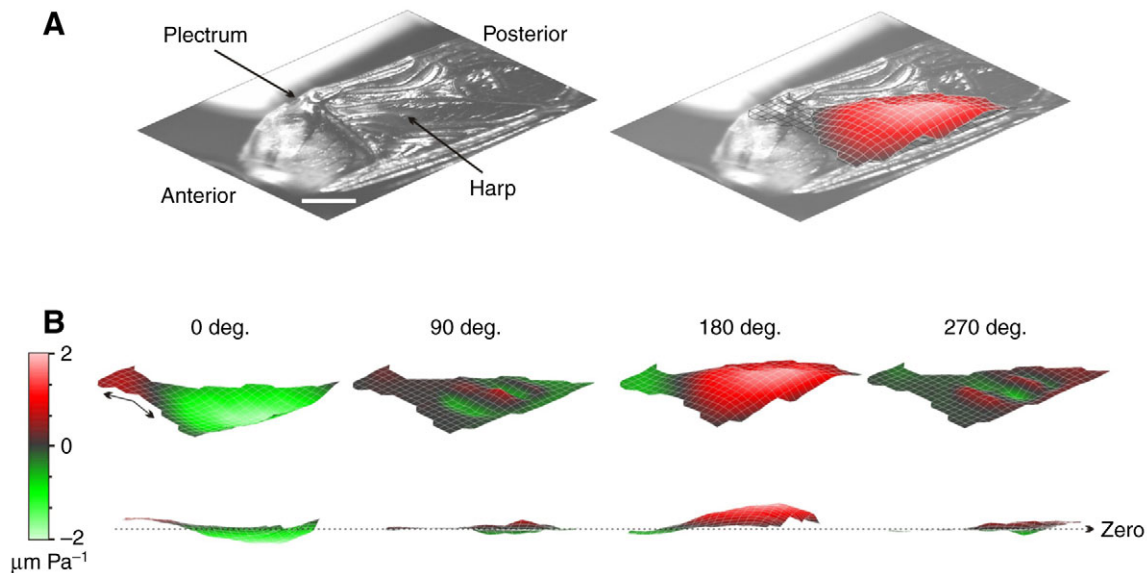 A
Plectrum
Posterior
Anterior
Harp
B
0 deg.
90 deg.
180 deg.
270 deg.
2
0
−2
μm Pa⁻¹
Zero